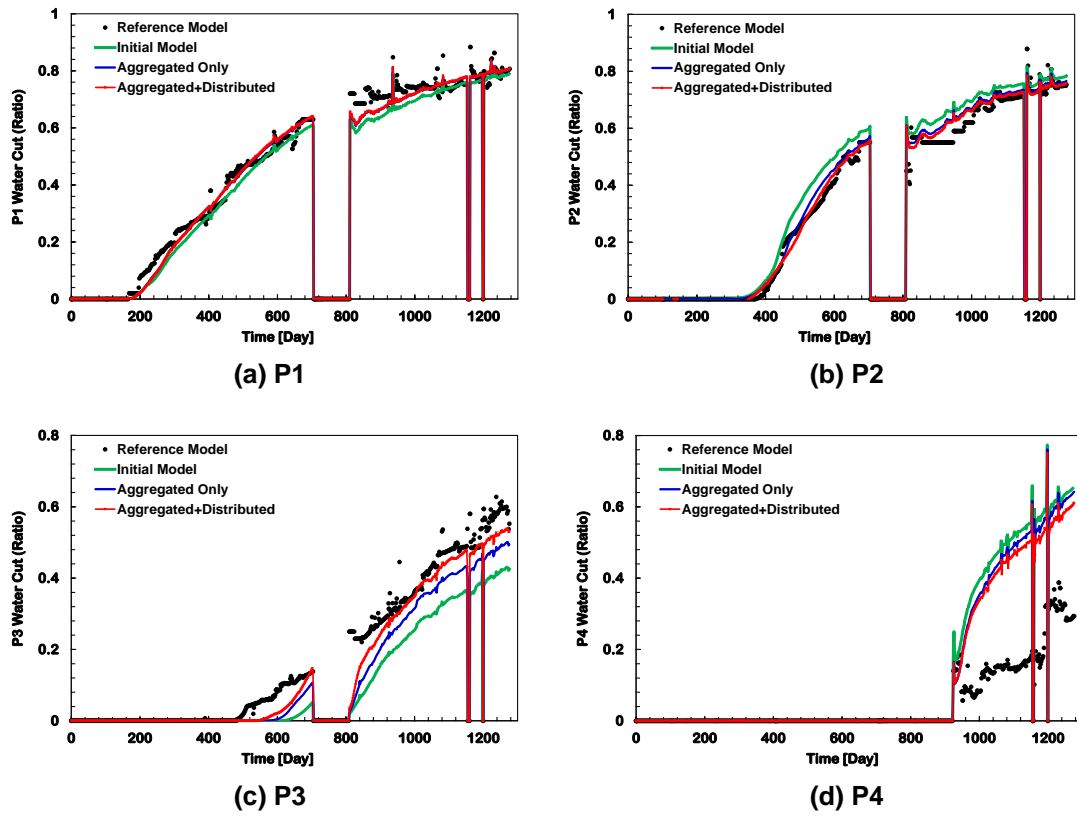 P1 Water Cut (Ratio)
1
0.8
0.6
0.4
0.2
0
Reference Model
Initial Model
Aggregated Only
Aggregated+Distributed
0 200 400 600 800 1000 1200
Time [Day]
(a) P1
P2 Water Cut (Ratio)
1
0.8
0.6
0.4
0.2
0
Reference Model
Initial Model
Aggregated Only
Aggregated+Distributed
0 200 400 600 800 1000 1200
Time [Day]
(b) P2
P3 Water Cut (Ratio)
0.8
0.6
0.4
0.2
0
Reference Model
Initial Model
Aggregated Only
Aggregated+Distributed
0 200 400 600 800 1000 1200
Time [Day]
(c) P3
P4 Water Cut (Ratio)
0.8
0.6
0.4
0.2
0
Reference Model
Initial Model
Aggregated Only
Aggregated+Distributed
0 200 400 600 800 1000 1200
Time [Day]
(d) P4